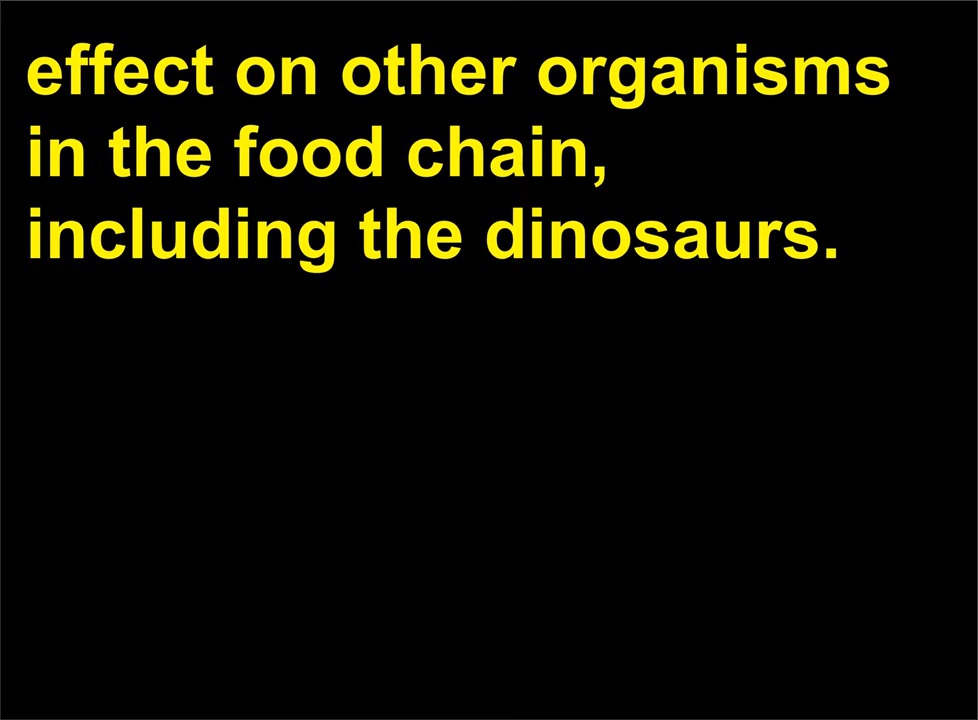 effect on other organisms
in the food chain,
including the dinosaurs.